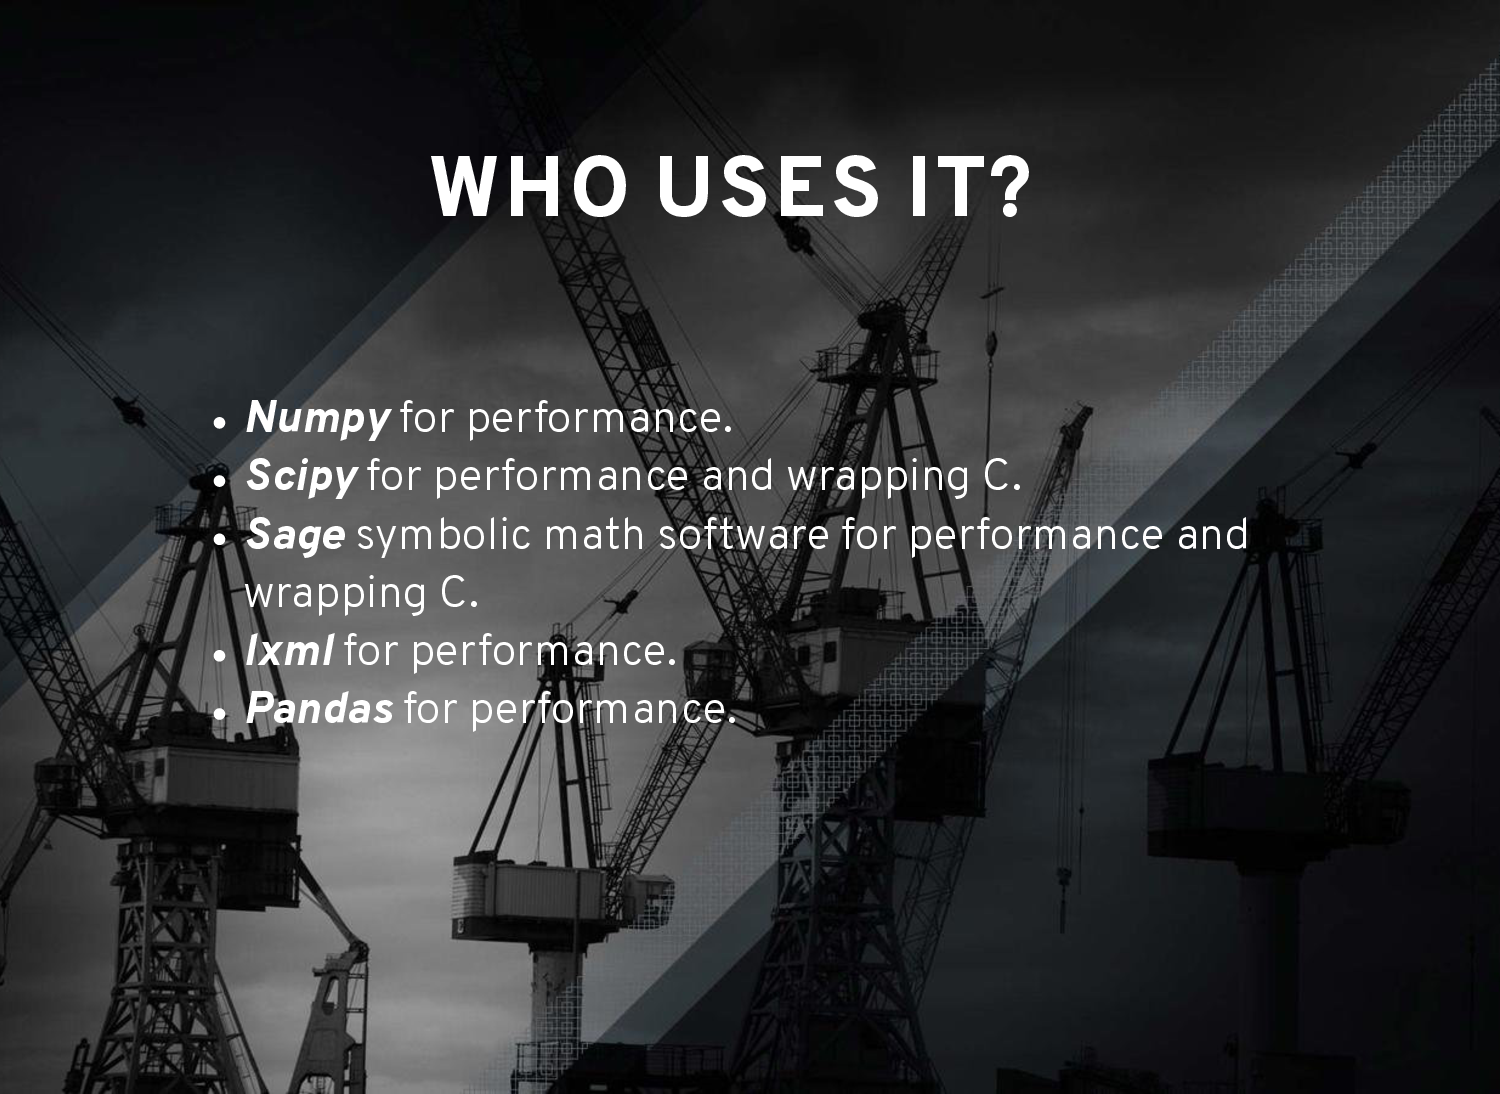 WHO USES IT?
• Numpy for performance.
• Scipy for performance and wrapping C.
• Sage symbolic math software for performance and
wrapping C.
• lxml for performance.
• Pandas for performance.